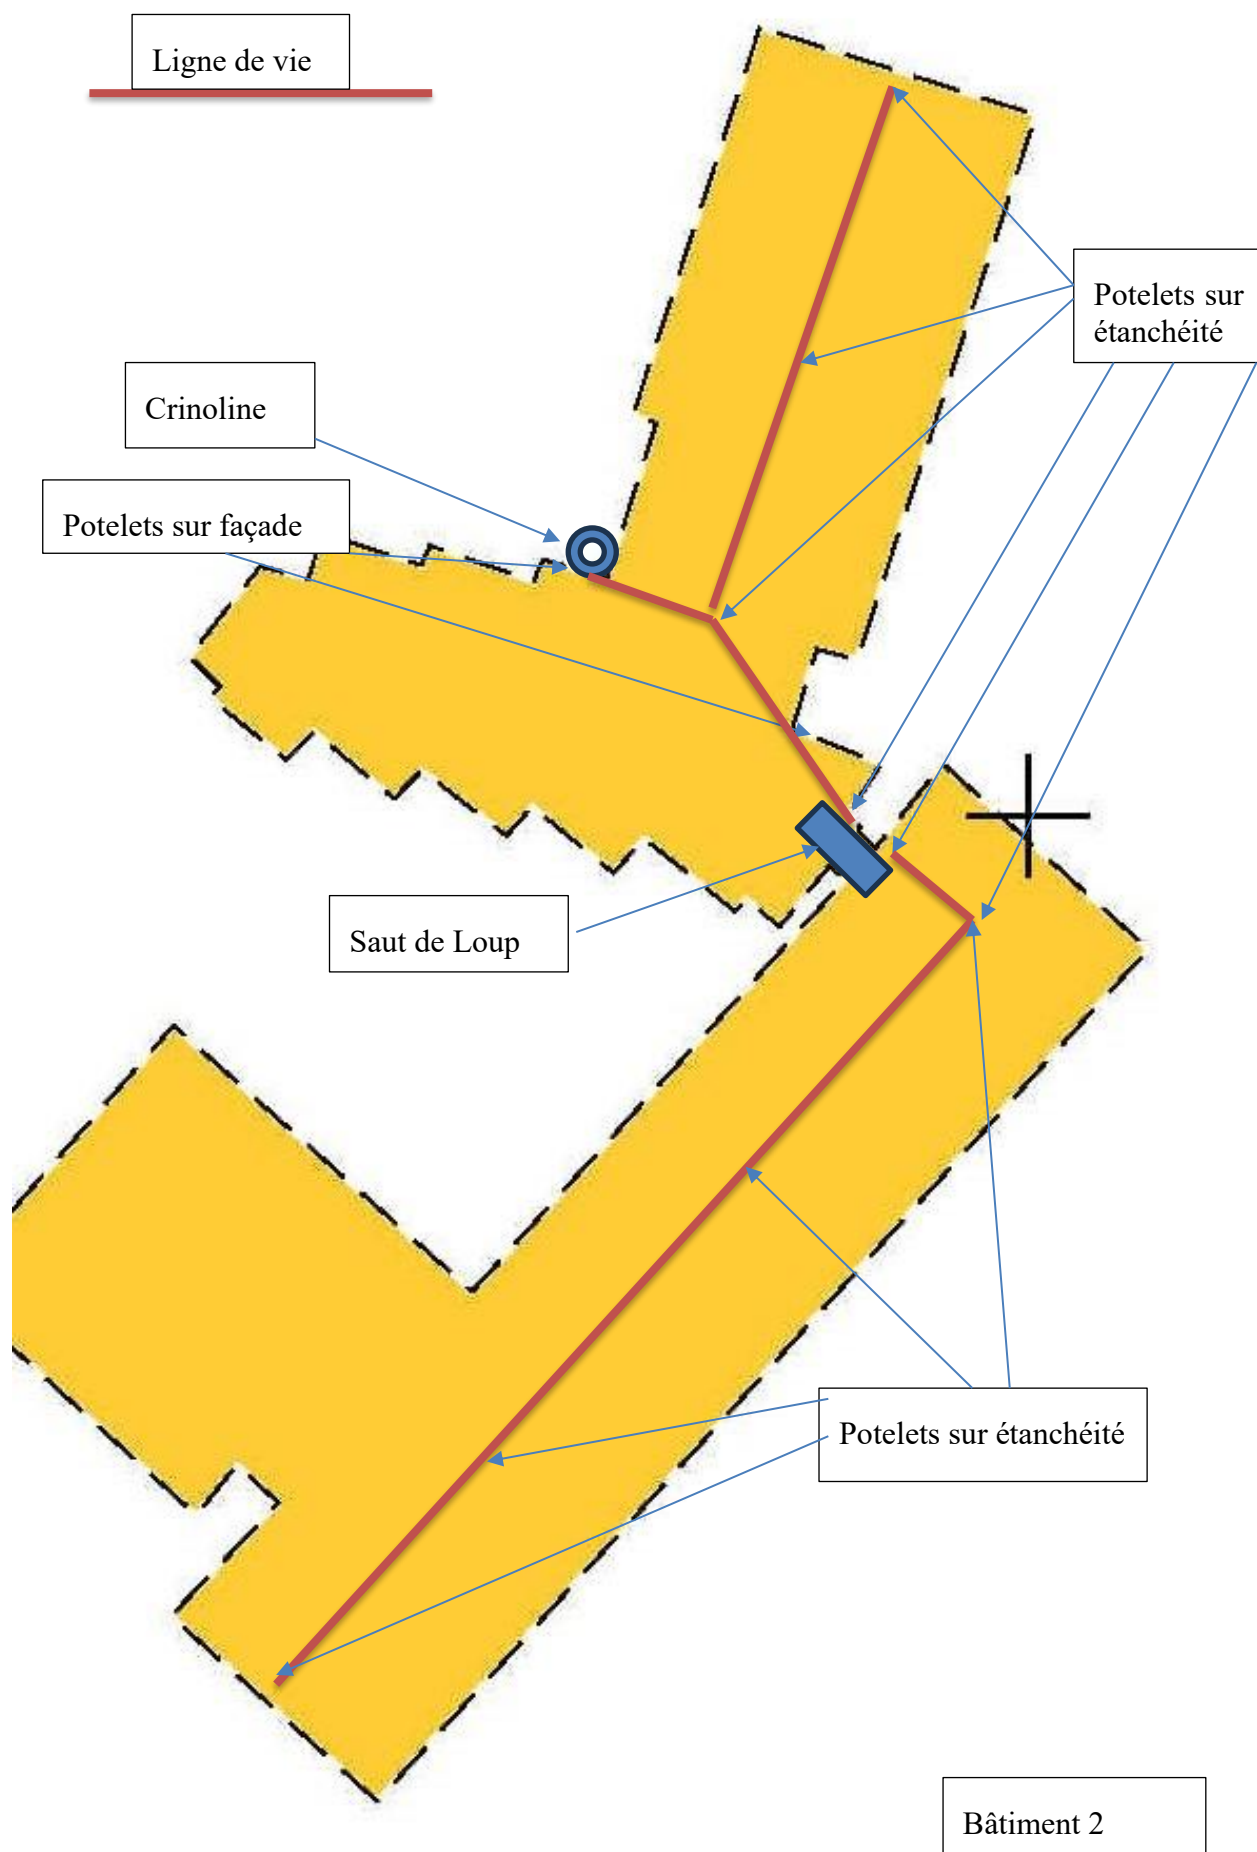 Ligne de vie
Potelets sur
étanchéité
Crinoline
Potelets sur façade
Saut de Loup
Potelets sur étanchéité
Bâtiment 2